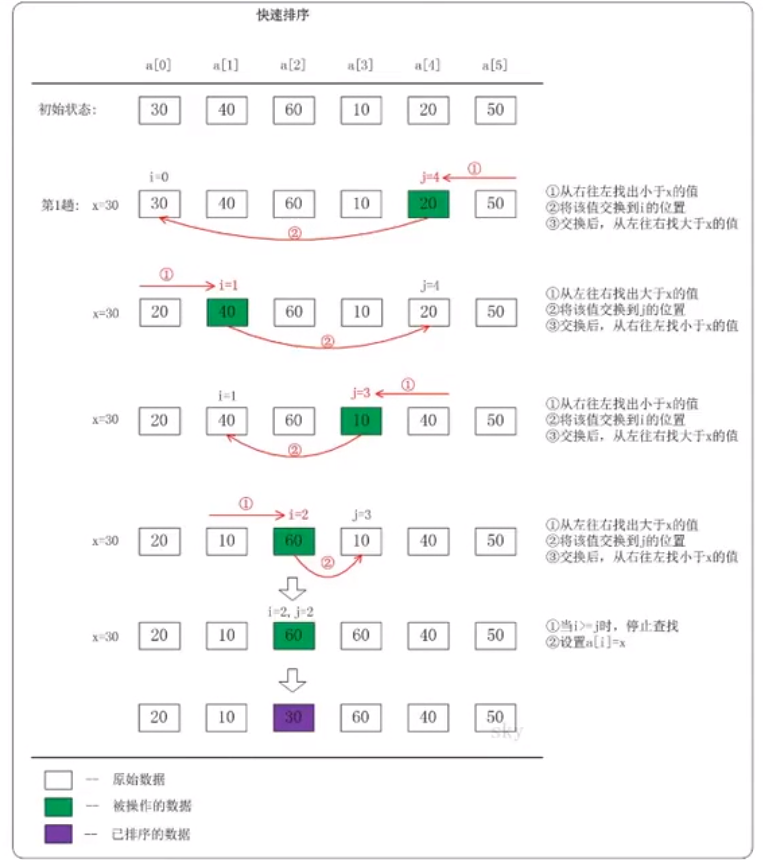 快速排序
a[0] a[1] a[2] a[3] a[4] a[5]
初始状态: 30 40 60 10 20 50
i=0 j=4 ①
第1趟: x=30 30 40 60 10 20 50
②
①从右往左找出小于x的值
②将该值交换到i的位置
③交换后，从左往右找大于x的值
① i=1 j=4
x=30 20 40 60 10 20 50
②
①从左往右找出大于x的值
②将该值交换到j的位置
③交换后，从右往左找小于x的值
i=1 j=3 ①
x=30 20 40 60 10 40 50
②
①从右往左找出小于x的值
②将该值交换到i的位置
③交换后，从左往右找大于x的值
① i=2 j=3
x=30 20 10 60 10 40 50
②
①从左往右找出大于x的值
②将该值交换到j的位置
③交换后，从右往左找小于x的值
i=2, j=2
x=30 20 10 60 60 40 50
①当i>=j时，停止查找
②设置a[i]=x
20 10 30 60 40 50
sky
-- 原始数据
-- 被操作的数据
-- 已排序的数据